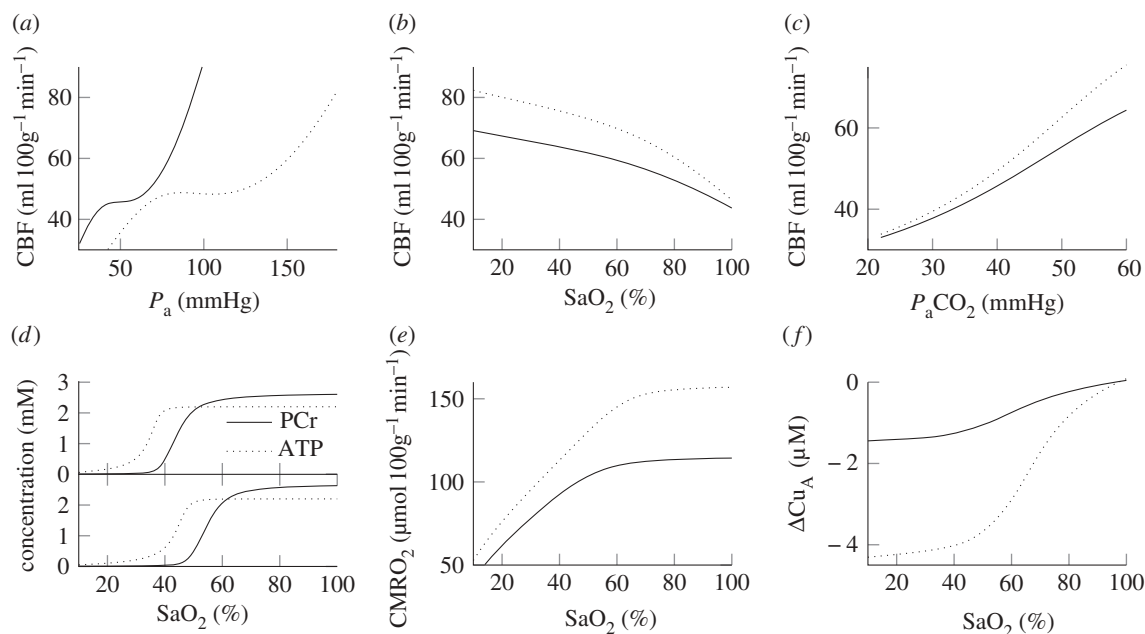 (a)
CBF (ml 100g⁻¹ min⁻¹)
80
60
40
50
100
150
Pₐ (mmHg)
(b)
CBF (ml 100g⁻¹ min⁻¹)
80
60
40
20
40
60
80
100
SaO₂ (%)
(c)
CBF (ml 100g⁻¹ min⁻¹)
60
40
20
30
40
50
60
PₐCO₂ (mmHg)
(d)
concentration (mM)
3
2
1
0
PCr
ATP
2
1
0
20
40
60
80
100
SaO₂ (%)
(e)
CMRO₂ (µmol 100g⁻¹ min⁻¹)
150
100
50
20
40
60
80
100
SaO₂ (%)
(f)
ΔCu_A (µM)
0
−2
−4
20
40
60
80
100
SaO₂ (%)